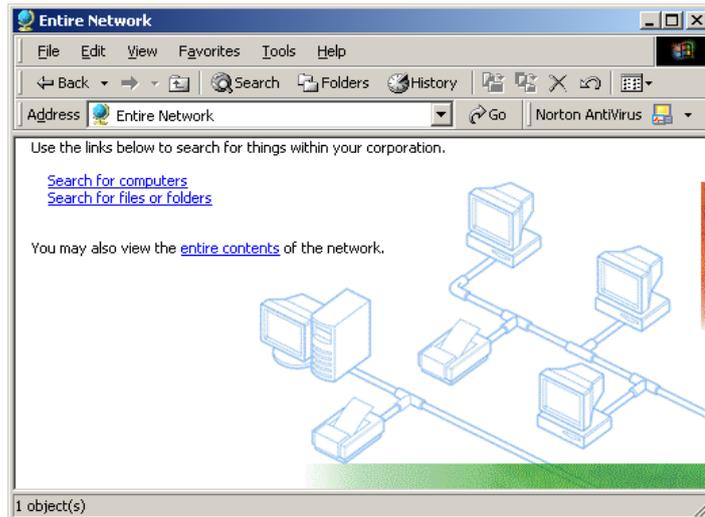 Entire Network
File Edit View Favorites Tools Help
Back Search Folders History
Address Entire Network Go Norton AntiVirus
Use the links below to search for things within your corporation.
Search for computers
Search for files or folders
You may also view the entire contents of the network.
1 object(s)